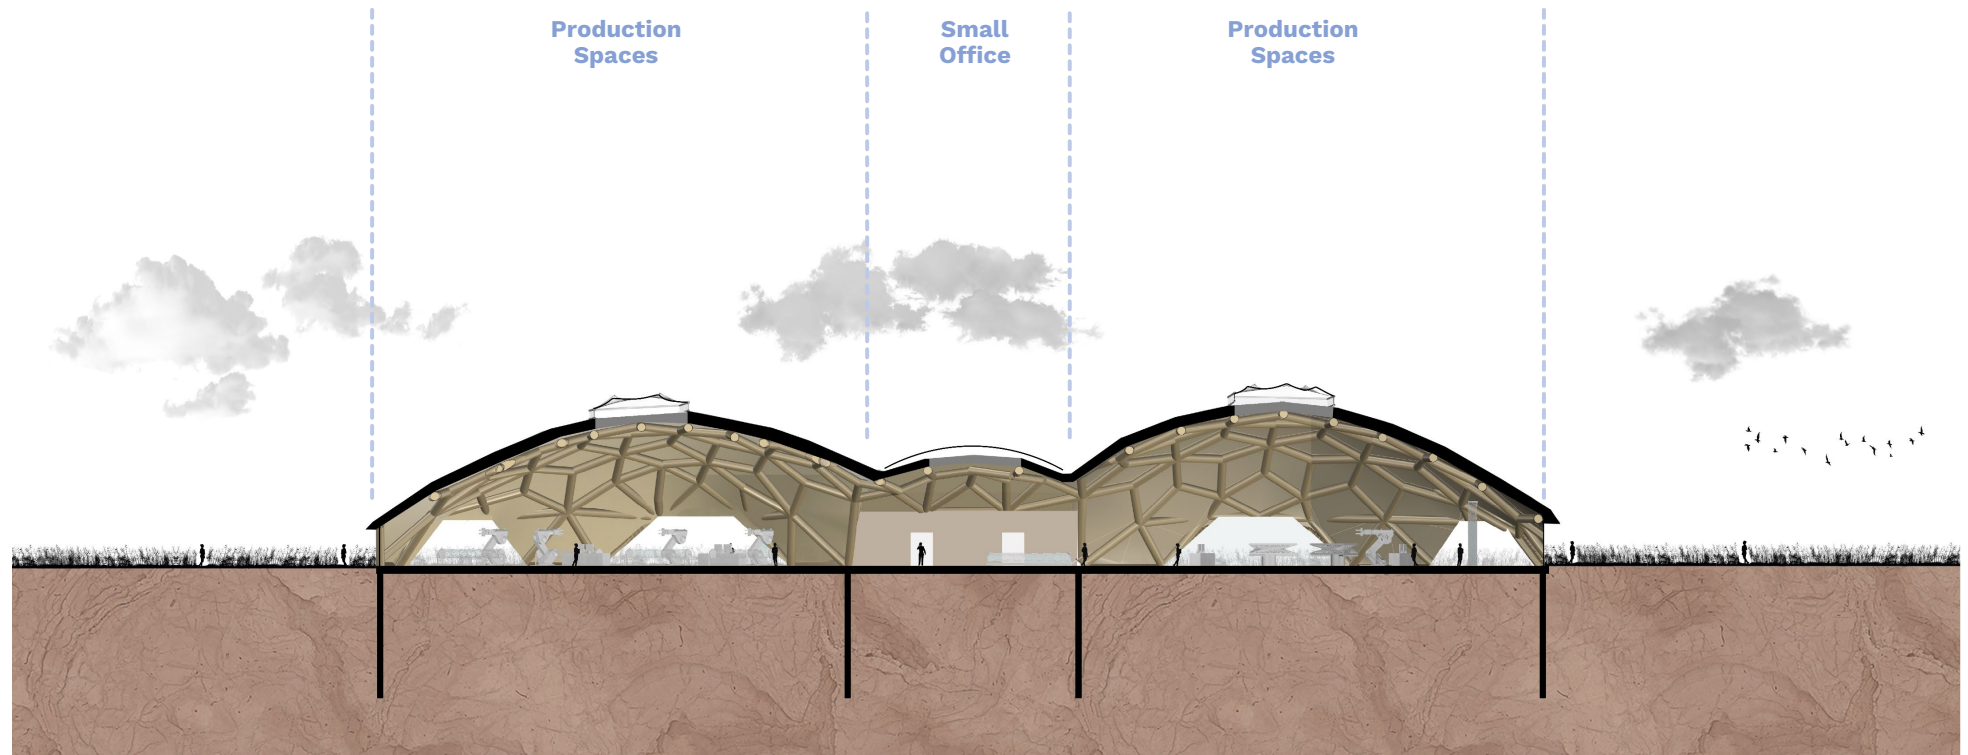 Production
Spaces
Small
Office
Production
Spaces